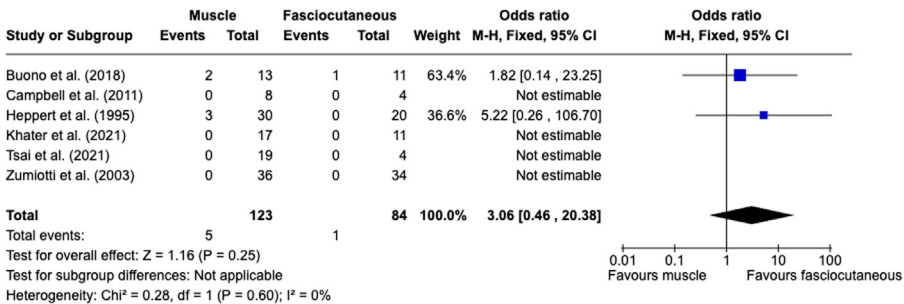 Muscle Fasciocutaneous Odds ratio Odds ratio
Study or Subgroup Events Total Events Total Weight M-H, Fixed, 95% CI M-H, Fixed, 95% CI
Buono et al. (2018) 2 13 1 11 63.4% 1.82 [0.14 , 23.25]
Campbell et al. (2011) 0 8 0 4 Not estimable
Heppert et al. (1995) 3 30 0 20 36.6% 5.22 [0.26 , 106.70]
Khater et al. (2021) 0 17 0 11 Not estimable
Tsai et al. (2021) 0 19 0 4 Not estimable
Zumiotti et al. (2003) 0 36 0 34 Not estimable
Total 123 84 100.0% 3.06 [0.46 , 20.38]
Total events: 5 1
Test for overall effect: Z = 1.16 (P = 0.25)
Test for subgroup differences: Not applicable
Heterogeneity: Chi² = 0.28, df = 1 (P = 0.60); I² = 0%
0.01 0.1 1 10 100
Favours muscle Favours fasciocutaneous